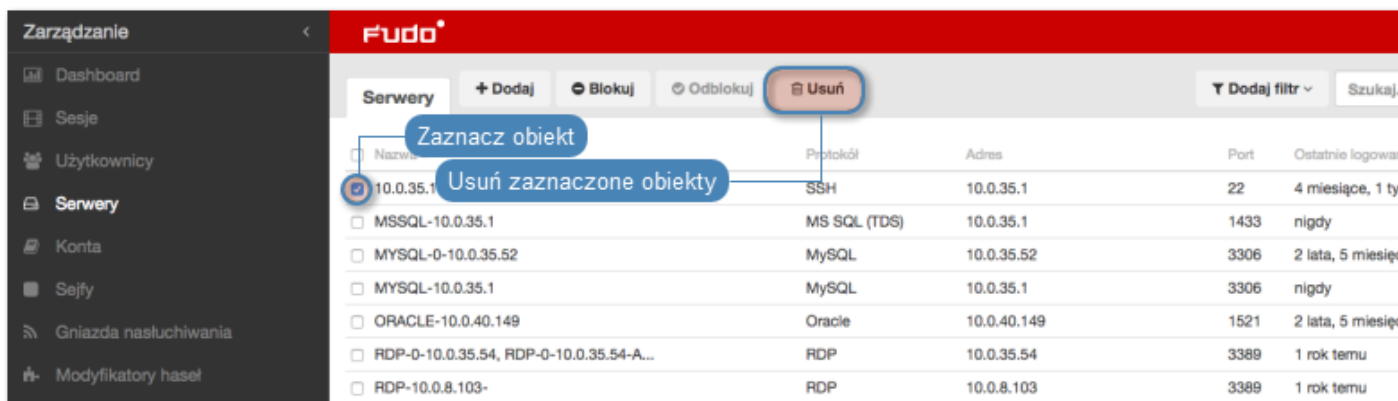 Zarządzanie
Fudo
Dashboard
Serwery + Dodaj Blokuj Odblokuj Usuń Dodaj filtr Szukaj
Sesje
Zaznacz obiekt
Użytkownicy
Protokół Adres Port Ostatnie
Usuń zaznaczone obiekty
10.0.35.1 SSH 10.0.35.1 22 4 miesiące, 1
Serwery
MSSQL-10.0.35.1 MS SQL (TDS) 10.0.35.1 1433 nigdy
Konta
MYSQL-0-10.0.35.52 MySQL 10.0.35.52 3306 2 lata, 5
Sejfy
MYSQL-10.0.35.1 MySQL 10.0.35.1 3306 nigdy
Gniazda nasłuchiwania
ORACLE-10.0.40.149 Oracle 10.0.40.149 1521 2 lata, 5
RDP-0-10.0.35.54, RDP-0-10.0.35.54-A... RDP 10.0.35.54 3389 1 rok temu
Modyfikatory haseł
RDP-10.0.8.103- RDP 10.0.8.103 3389 1 rok temu